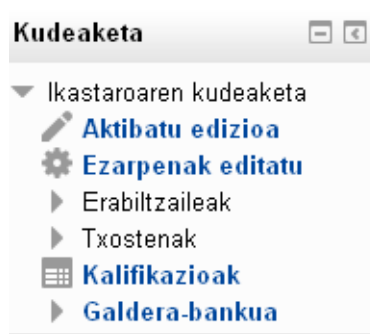 Kudeaketa
Ikastaroaren kudeaketa
Aktibatu edizioa
Ezarpenak editatu
Erabiltzaileak
Txostenak
Kalifikazioak
Galdera-bankua